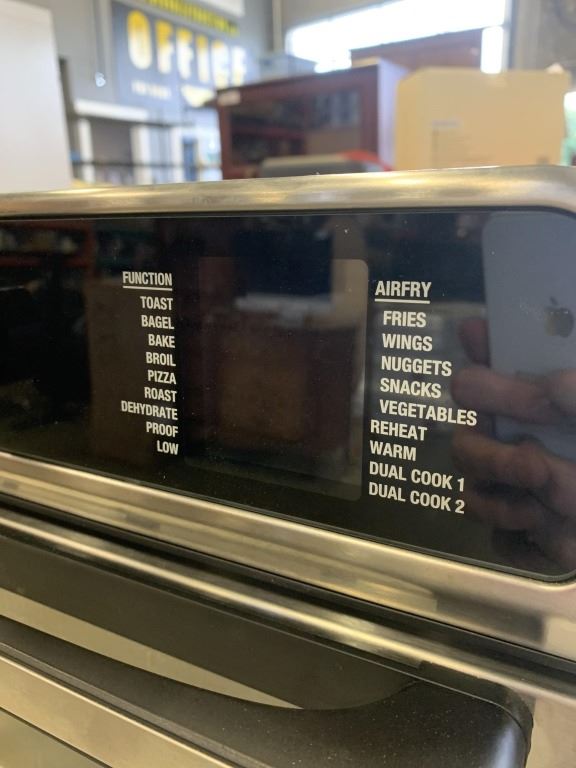 OFFICE
FUNCTION
TOAST
BAGEL
BAKE
BROIL
PIZZA
ROAST
DEHYDRATE
PROOF
LOW
AIRFRY
FRIES
WINGS
NUGGETS
SNACKS
VEGETABLES
REHEAT
WARM
DUAL COOK 1
DUAL COOK 2